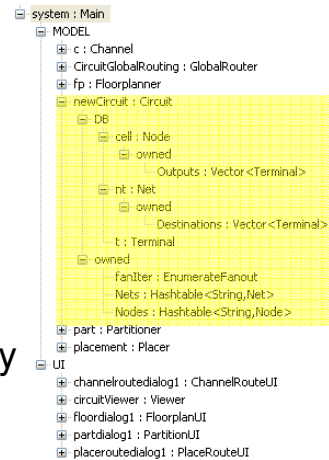 system : Main
MODEL
c : Channel
CircuitGlobalRouting : GlobalRouter
fp : Floorplanner
newCircuit : Circuit
DB
cell : Node
owned
Outputs : Vector<Terminal>
nt : Net
owned
Destinations : Vector<Terminal>
t : Terminal
owned
fanIter : EnumerateFanout
Nets : Hashtable<String,Net>
Nodes : Hashtable<String,Node>
part : Partitioner
placement : Placer
y
UI
channelroutedialog1 : ChannelRouteUI
circuitViewer : Viewer
floordialog1 : FloorplanUI
partdialog1 : PartitionUI
placeroutedialog1 : PlaceRouteUI